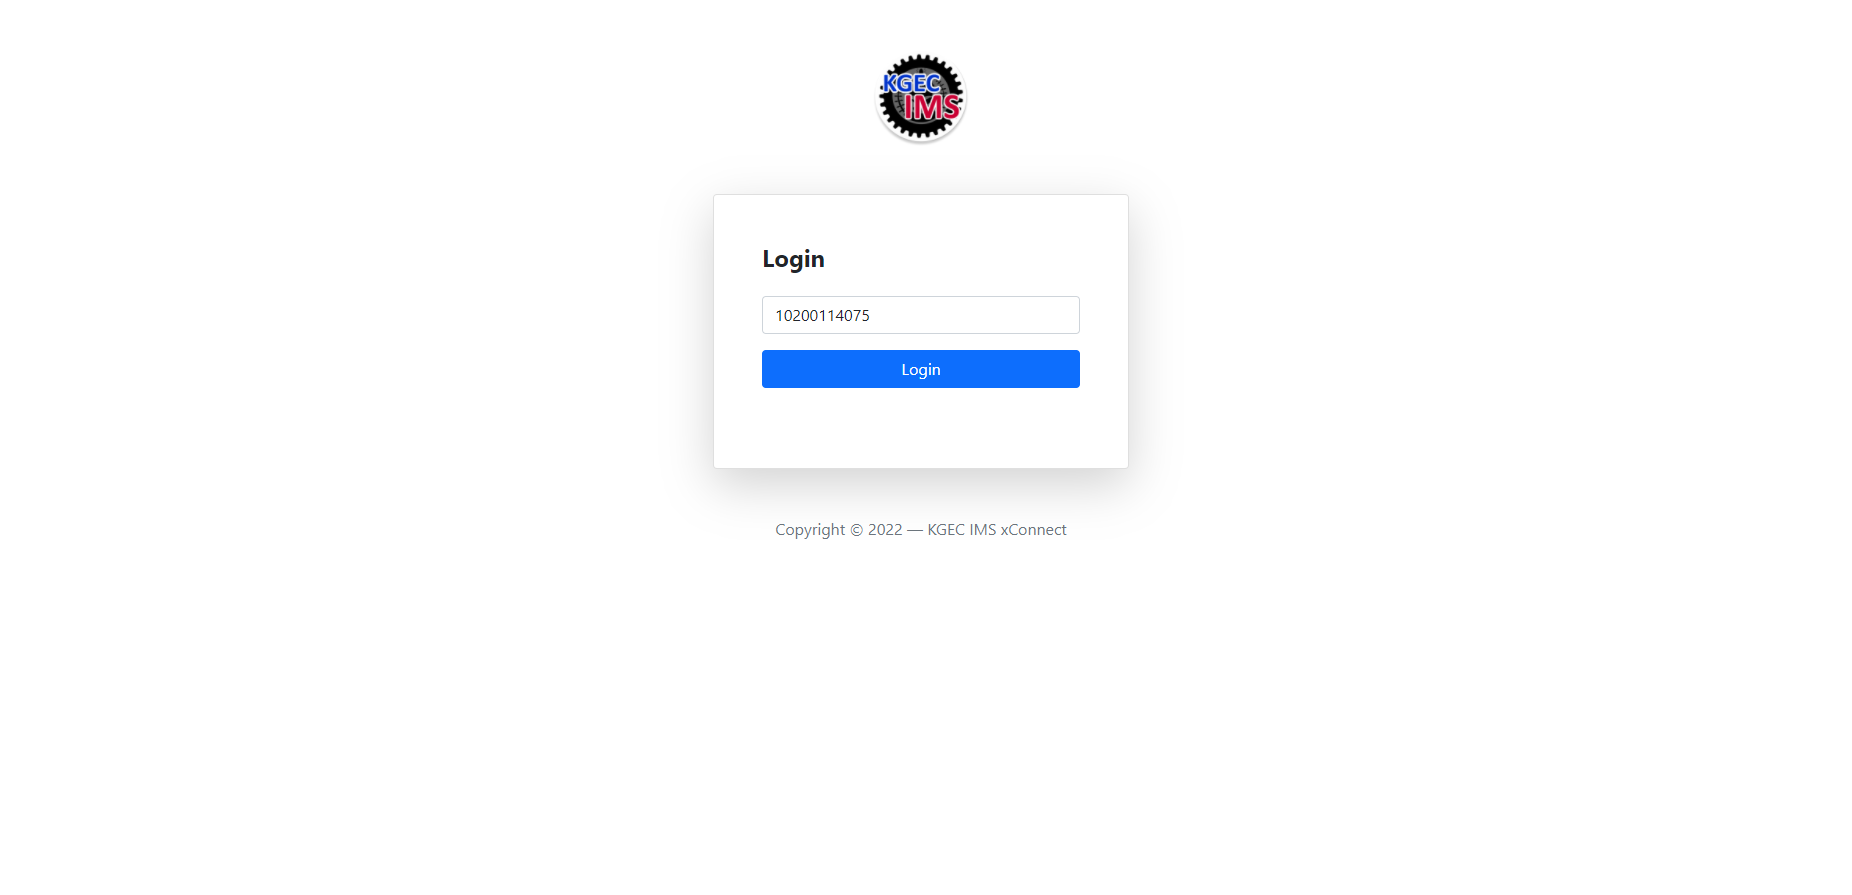 KGEC
IMS
Login
10200114075
Login
Copyright © 2022 — KGEC IMS xConnect